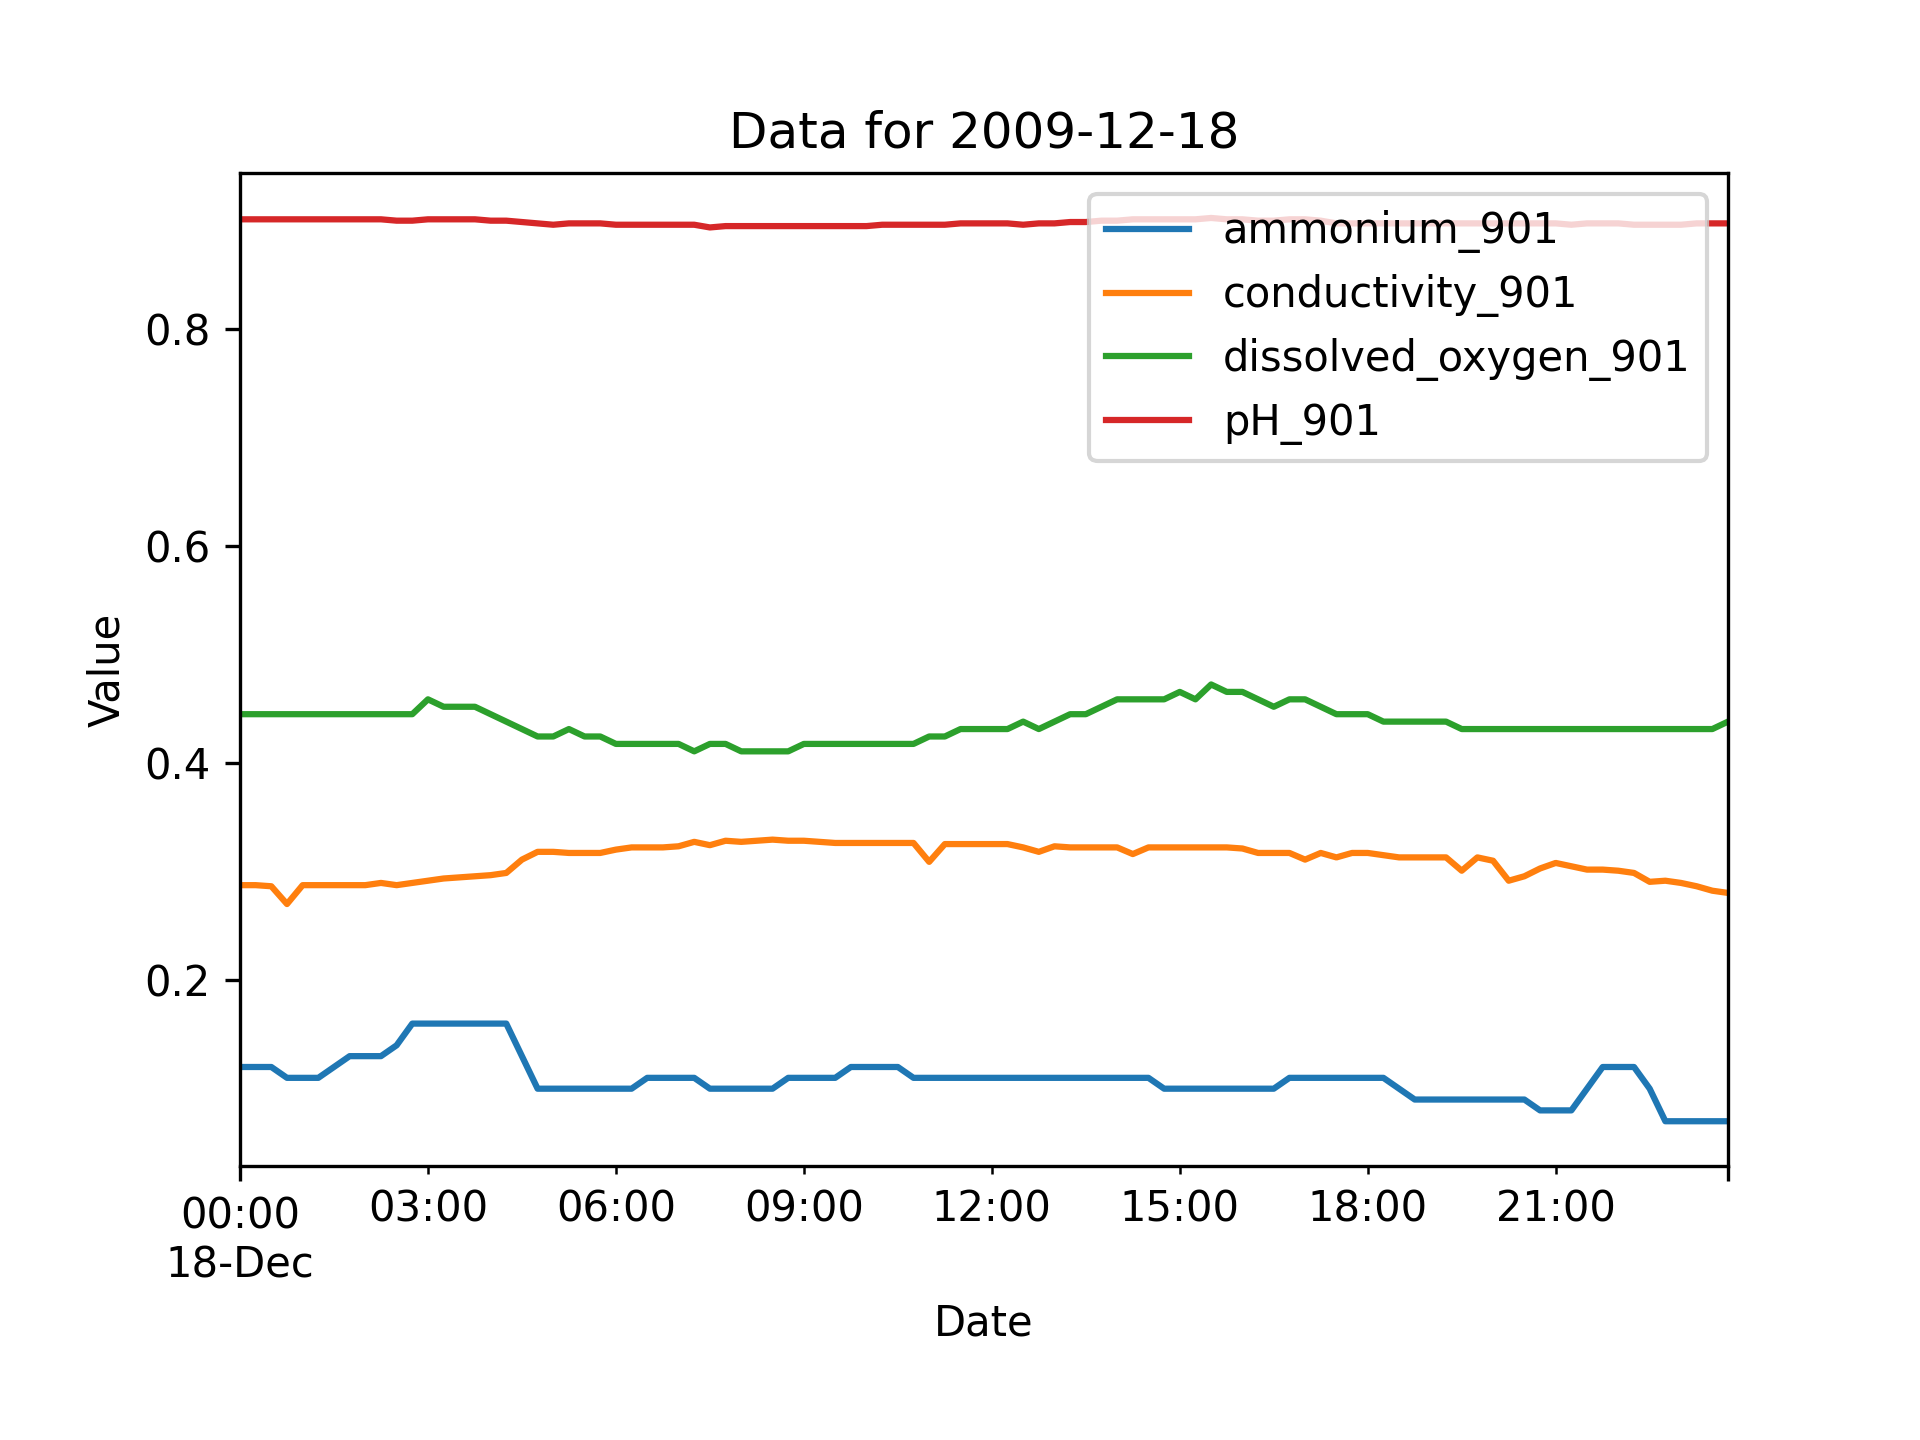 Data for 2009-12-18
ammonium_901
conductivity_901
dissolved_oxygen_901
pH_901
0.8
0.6
0.4
0.2
Value
00:00 03:00 06:00 09:00 12:00 15:00 18:00 21:00
18-Dec
Date